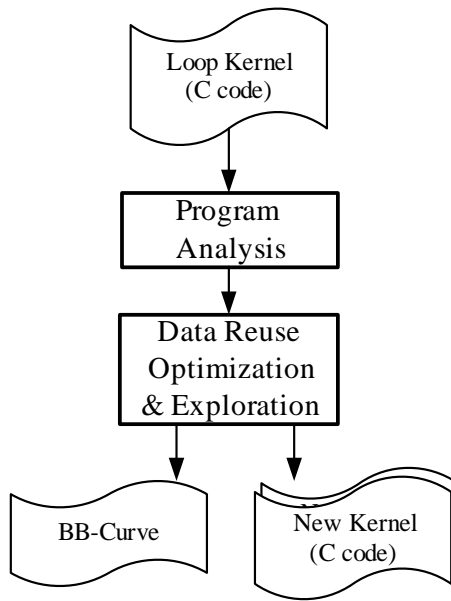 Loop Kernel
(C code)
Program
Analysis
Data Reuse
Optimization
& Exploration
BB-Curve
New Kernel
(C code)